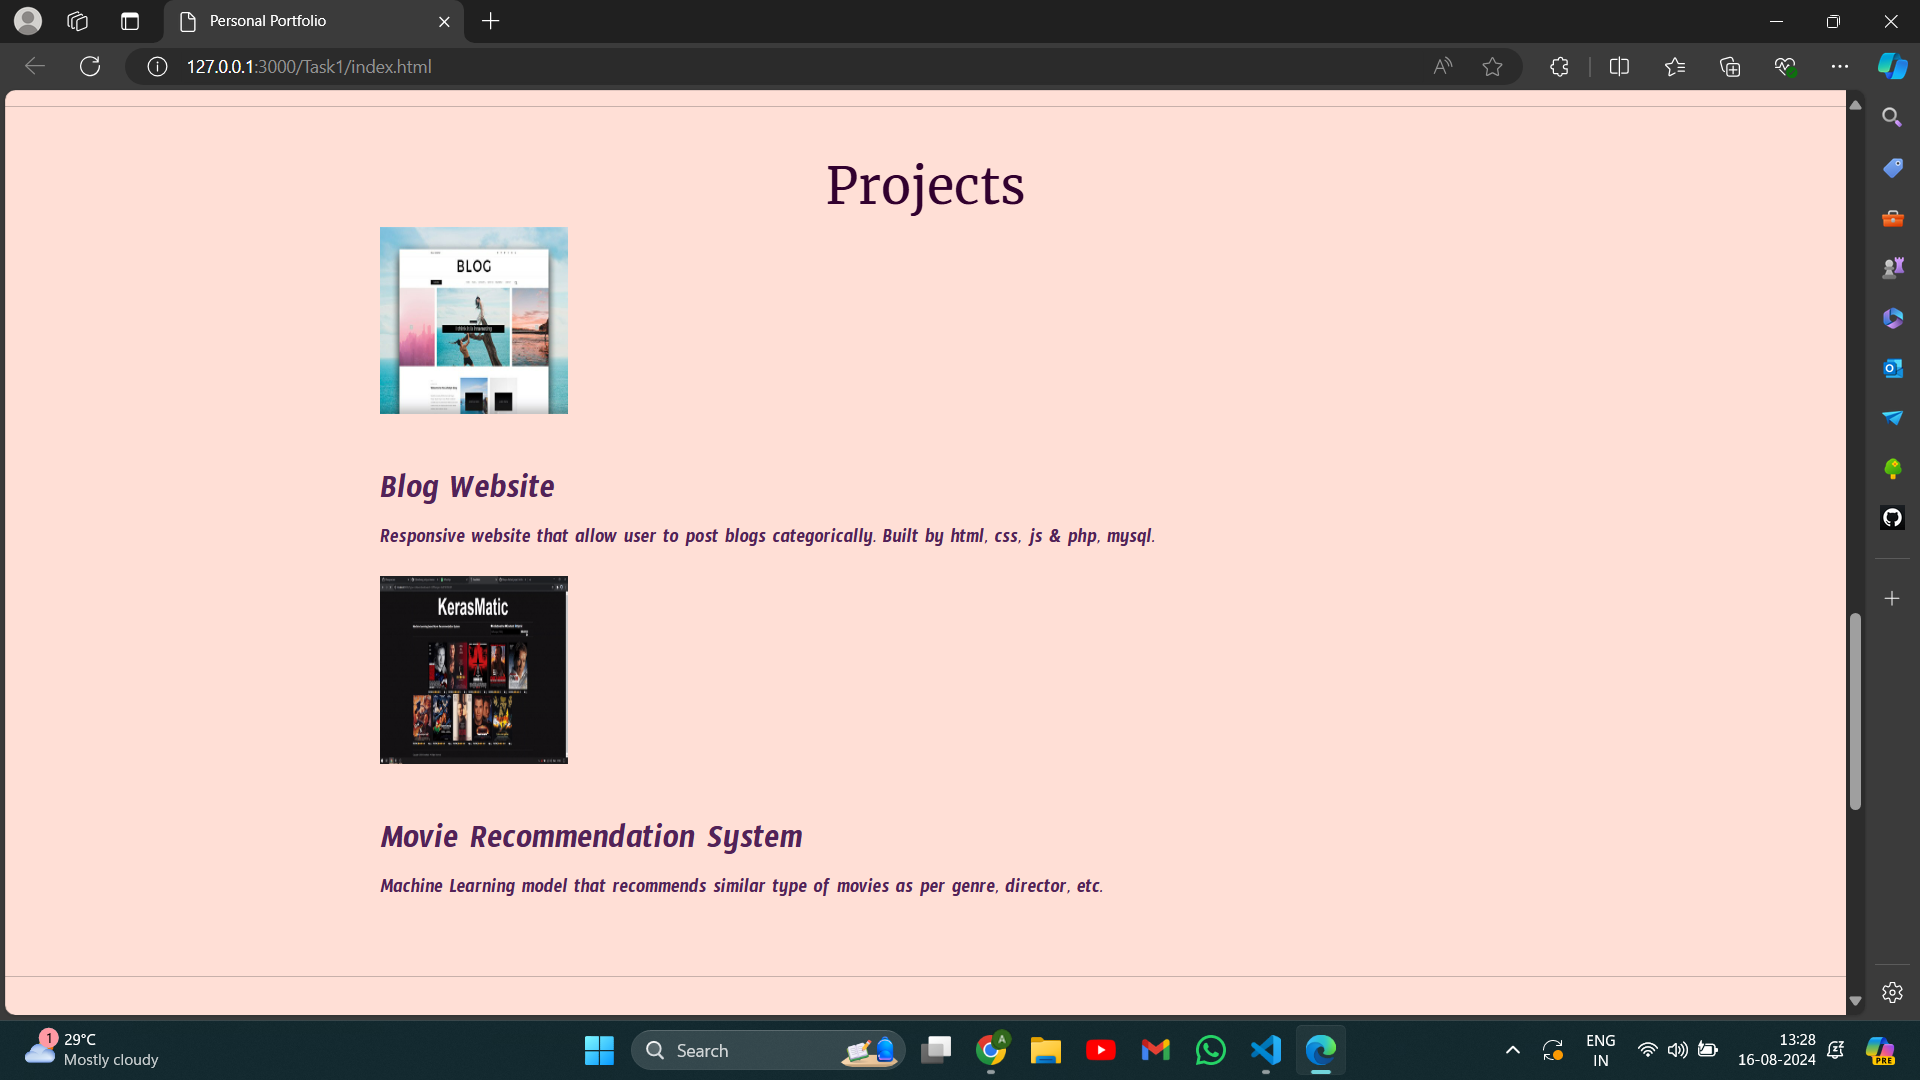 Personal Portfolio
127.0.0.1:3000/Task1/index.html
Projects
BLOG
Blog Website
Responsive website that allow user to post blogs categorically. Built by html, css, js & php, mysql.
KerasMatic
Movie Recommendation System
Machine Learning model that recommends similar type of movies as per genre, director, etc.
1
29°C
Mostly cloudy
Search
A
ENG
IN
13:28
16-08-2024
PRE